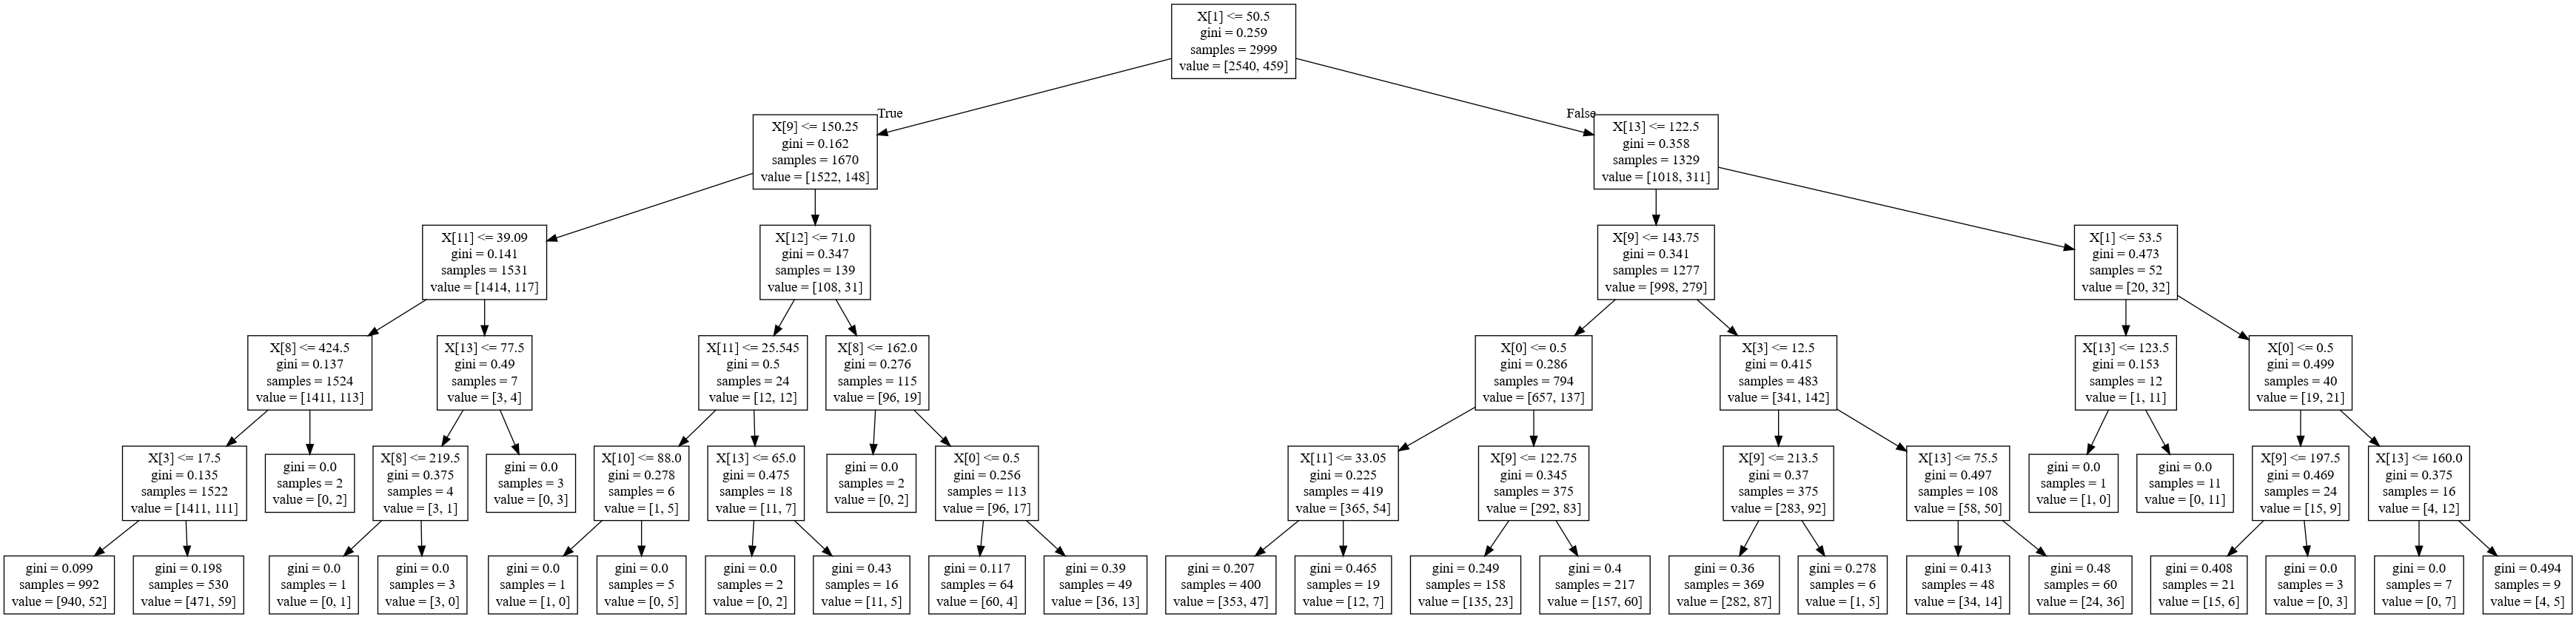 X[1] <= 50.5
gini = 0.259
samples = 2999
value = [2540, 459]
True
False
X[9] <= 150.25
gini = 0.162
samples = 1670
value = [1522, 148]
X[13] <= 122.5
gini = 0.358
samples = 1329
value = [1018, 311]
X[11] <= 39.09
gini = 0.141
samples = 1531
value = [1414, 117]
X[12] <= 71.0
gini = 0.347
samples = 139
value = [108, 31]
X[9] <= 143.75
gini = 0.341
samples = 1277
value = [998, 279]
X[1] <= 53.5
gini = 0.473
samples = 52
value = [20, 32]
X[8] <= 424.5
gini = 0.137
samples = 1524
value = [1411, 113]
X[13] <= 77.5
gini = 0.49
samples = 7
value = [3, 4]
X[11] <= 25.545
gini = 0.5
samples = 24
value = [12, 12]
X[8] <= 162.0
gini = 0.276
samples = 115
value = [96, 19]
X[0] <= 0.5
gini = 0.286
samples = 794
value = [657, 137]
X[3] <= 12.5
gini = 0.415
samples = 483
value = [341, 142]
X[13] <= 123.5
gini = 0.153
samples = 12
value = [1, 11]
X[0] <= 0.5
gini = 0.499
samples = 40
value = [19, 21]
X[3] <= 17.5
gini = 0.135
samples = 1522
value = [1411, 111]
gini = 0.0
samples = 2
value = [0, 2]
X[8] <= 219.5
gini = 0.375
samples = 4
value = [3, 1]
gini = 0.0
samples = 3
value = [0, 3]
X[10] <= 88.0
gini = 0.278
samples = 6
value = [1, 5]
X[13] <= 65.0
gini = 0.475
samples = 18
value = [11, 7]
gini = 0.0
samples = 2
value = [0, 2]
X[0] <= 0.5
gini = 0.256
samples = 113
value = [96, 17]
X[11] <= 33.05
gini = 0.225
samples = 419
value = [365, 54]
X[9] <= 122.75
gini = 0.345
samples = 375
value = [292, 83]
X[9] <= 213.5
gini = 0.37
samples = 375
value = [283, 92]
X[13] <= 75.5
gini = 0.497
samples = 108
value = [58, 50]
gini = 0.0
samples = 1
value = [1, 0]
gini = 0.0
samples = 11
value = [0, 11]
X[9] <= 197.5
gini = 0.469
samples = 24
value = [15, 9]
X[13] <= 160.0
gini = 0.375
samples = 16
value = [4, 12]
gini = 0.099
samples = 992
value = [940, 52]
gini = 0.198
samples = 530
value = [471, 59]
gini = 0.0
samples = 1
value = [0, 1]
gini = 0.0
samples = 3
value = [3, 0]
gini = 0.0
samples = 1
value = [1, 0]
gini = 0.0
samples = 5
value = [0, 5]
gini = 0.0
samples = 2
value = [0, 2]
gini = 0.43
samples = 16
value = [11, 5]
gini = 0.117
samples = 64
value = [60, 4]
gini = 0.39
samples = 49
value = [36, 13]
gini = 0.207
samples = 400
value = [353, 47]
gini = 0.465
samples = 19
value = [12, 7]
gini = 0.249
samples = 158
value = [135, 23]
gini = 0.4
samples = 217
value = [157, 60]
gini = 0.36
samples = 369
value = [282, 87]
gini = 0.278
samples = 6
value = [1, 5]
gini = 0.413
samples = 48
value = [34, 14]
gini = 0.48
samples = 60
value = [24, 36]
gini = 0.408
samples = 21
value = [15, 6]
gini = 0.0
samples = 3
value = [0, 3]
gini = 0.0
samples = 7
value = [0, 7]
gini = 0.494
samples = 9
value = [4, 5]